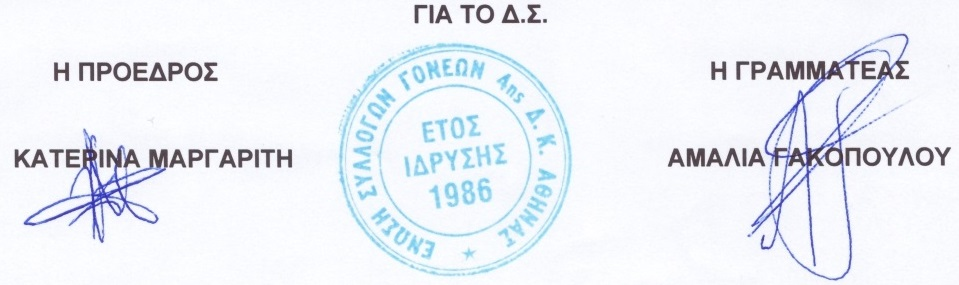 ΓΙΑ ΤΟ Δ.Σ.
Η ΠΡΟΕΔΡΟΣ
Η ΓΡΑΜΜΑΤΕΑΣ
ΚΑΤΕΡΙΝΑ ΜΑΡΓΑΡΙΤΗ
ΑΜΑΛΙΑ ΓΑΚΟΠΟΥΛΟΥ
ΕΝΩΣΗ ΣΥΛΛΟΓΩΝ ΓΟΝΕΩΝ 4ης Δ. Κ. ΑΘΗΝΑΣ
ΕΤΟΣ
ΙΔΡΥΣΗΣ
1986